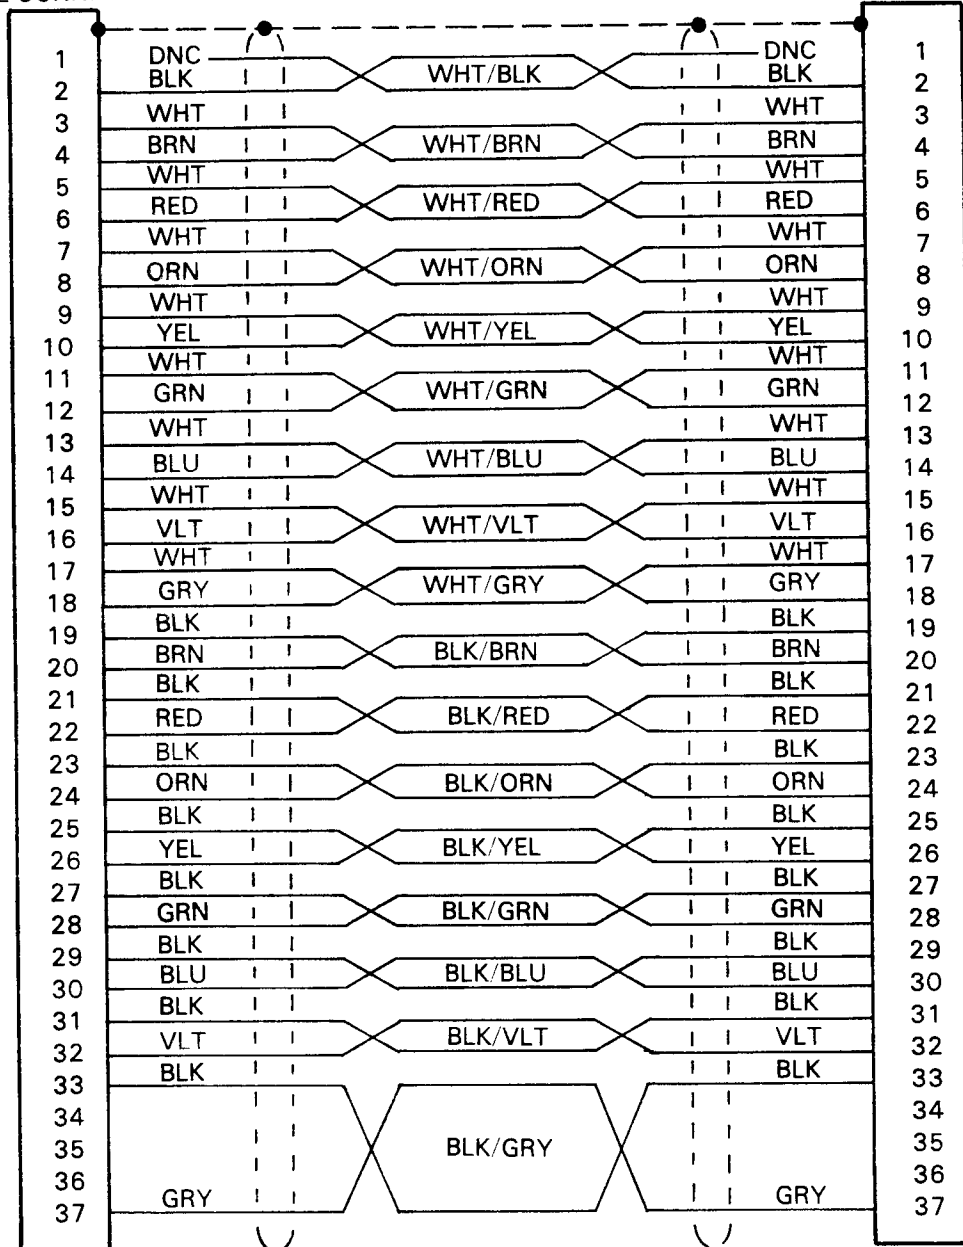 1 DNC DNC 1
2 BLK WHT/BLK BLK 2
3 WHT WHT 3
4 BRN WHT/BRN BRN 4
5 WHT WHT 5
6 RED WHT/RED RED 6
7 WHT WHT 7
8 ORN WHT/ORN ORN 8
9 WHT WHT 9
10 YEL WHT/YEL YEL 10
11 WHT WHT 11
12 GRN WHT/GRN GRN 12
13 WHT WHT 13
14 BLU WHT/BLU BLU 14
15 WHT WHT 15
16 VLT WHT/VLT VLT 16
17 WHT WHT 17
18 GRY WHT/GRY GRY 18
19 BLK BLK 19
20 BRN BLK/BRN BRN 20
21 BLK BLK 21
22 RED BLK/RED RED 22
23 BLK BLK 23
24 ORN BLK/ORN ORN 24
25 BLK BLK 25
26 YEL BLK/YEL YEL 26
27 BLK BLK 27
28 GRN BLK/GRN GRN 28
29 BLK BLK 29
30 BLU BLK/BLU BLU 30
31 BLK BLK 31
32 VLT BLK/VLT VLT 32
33 BLK BLK 33
34 34
35 BLK/GRY 35
36 36
37 GRY GRY 37